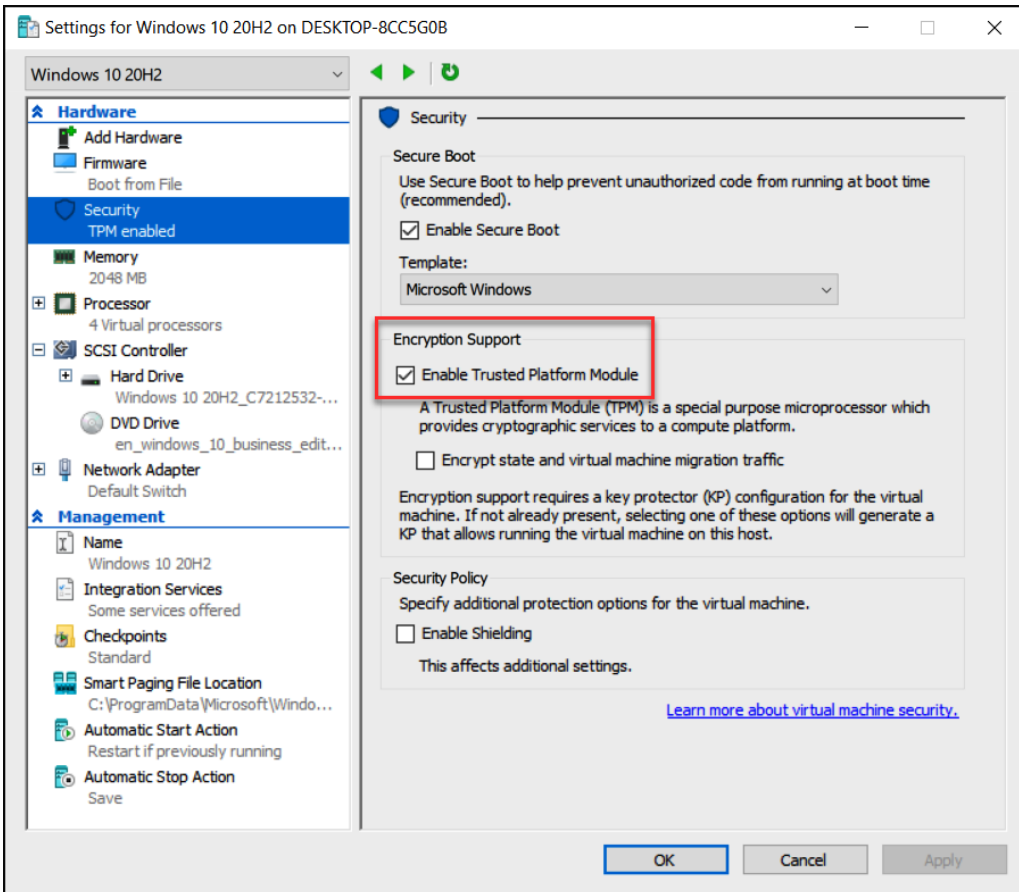 Settings for Windows 10 20H2 on DESKTOP-8CC5G0B
Windows 10 20H2
Hardware
Add Hardware
Firmware
Boot from File
Security
TPM enabled
Memory
2048 MB
Processor
4 Virtual processors
SCSI Controller
Hard Drive
Windows 10 20H2_C7212532-...
DVD Drive
en_windows_10_business_edit...
Network Adapter
Default Switch
Management
Name
Windows 10 20H2
Integration Services
Some services offered
Checkpoints
Standard
Smart Paging File Location
C:\ProgramData\Microsoft\Windo...
Automatic Start Action
Restart if previously running
Automatic Stop Action
Save
Security
Secure Boot
Use Secure Boot to help prevent unauthorized code from running at boot time
(recommended).
Enable Secure Boot
Template:
Microsoft Windows
Encryption Support
Enable Trusted Platform Module
A Trusted Platform Module (TPM) is a special purpose microprocessor which
provides cryptographic services to a compute platform.
Encrypt state and virtual machine migration traffic
Encryption support requires a key protector (KP) configuration for the virtual
machine. If not already present, selecting one of these options will generate a
KP that allows running the virtual machine on this host.
Security Policy
Specify additional protection options for the virtual machine.
Enable Shielding
This affects additional settings.
Learn more about virtual machine security.
OK
Cancel
Apply